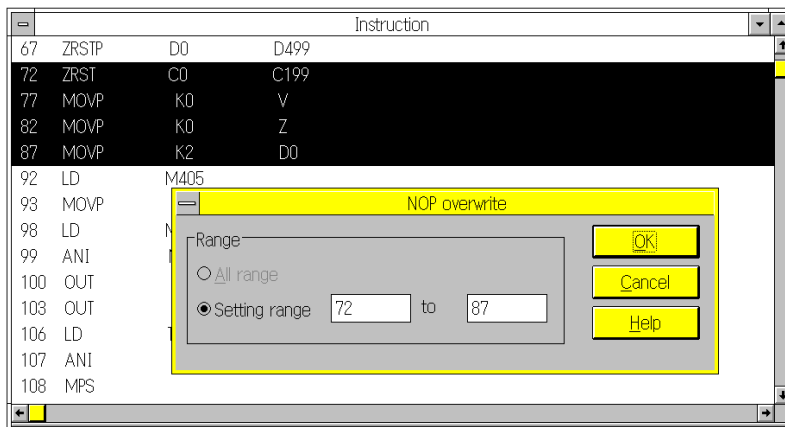 Instruction
67 ZRSTP D0 D499
72 ZRST C0 C199
77 MOVP K0 V
82 MOVP K0 Z
87 MOVP K2 D0
92 LD M405
93 MOVP
98 LD
99 ANI
100 OUT
103 OUT
106 LD
107 ANI
108 MPS
NOP overwrite
Range
All range
Setting range 72 to 87
OK
Cancel
Help